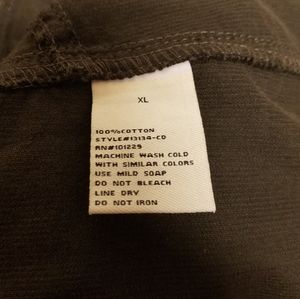 XL
100%COTTON
STYLE#13134-CD
RN#101229
MACHINE WASH COLD
WITH SIMILAR COLORS
USE MILD SOAP
DO NOT BLEACH
LINE DRY
DO NOT IRON